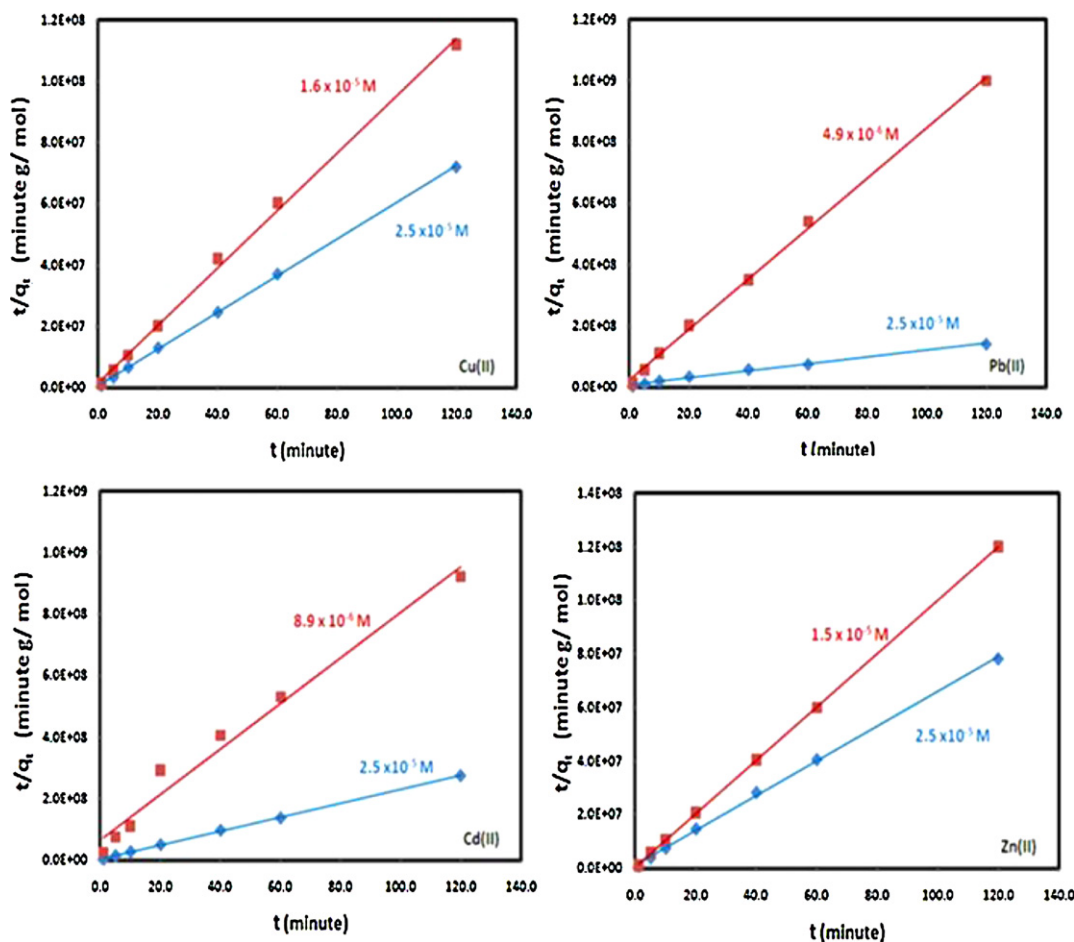 1.2E+08
1.0E+08
8.0E+07
6.0E+07
4.0E+07
2.0E+07
0.0E+00
t/qₜ (minute g/ mol)
1.6 x 10⁻⁵ M
2.5 x10⁻⁵ M
Cu(II)
0.0 20.0 40.0 60.0 80.0 100.0 120.0 140.0
t (minute)
1.2E+09
1.0E+09
8.0E+08
6.0E+08
4.0E+08
2.0E+08
0.0E+00
t/qₜ (minute g/ mol)
4.9 x 10⁻⁶ M
2.5 x 10⁻⁵ M
Pb(II)
0.0 20.0 40.0 60.0 80.0 100.0 120.0 140.0
t (minute)
1.2E+09
1.0E+09
8.0E+08
6.0E+08
4.0E+08
2.0E+08
0.0E+00
t/qₜ (minute g/ mol)
8.9 x 10⁻⁶ M
2.5 x10⁻⁵ M
Cd(II)
0.0 20.0 40.0 60.0 80.0 100.0 120.0 140.0
t (minute)
1.4E+08
1.2E+08
1.0E+08
8.0E+07
6.0E+07
4.0E+07
2.0E+07
0.0E+00
t/qₜ (minute g/ mol)
1.5 x 10⁻⁵ M
2.5 x10⁻⁵ M
Zn(II)
0.0 20.0 40.0 60.0 80.0 100.0 120.0 140.0
t (minute)